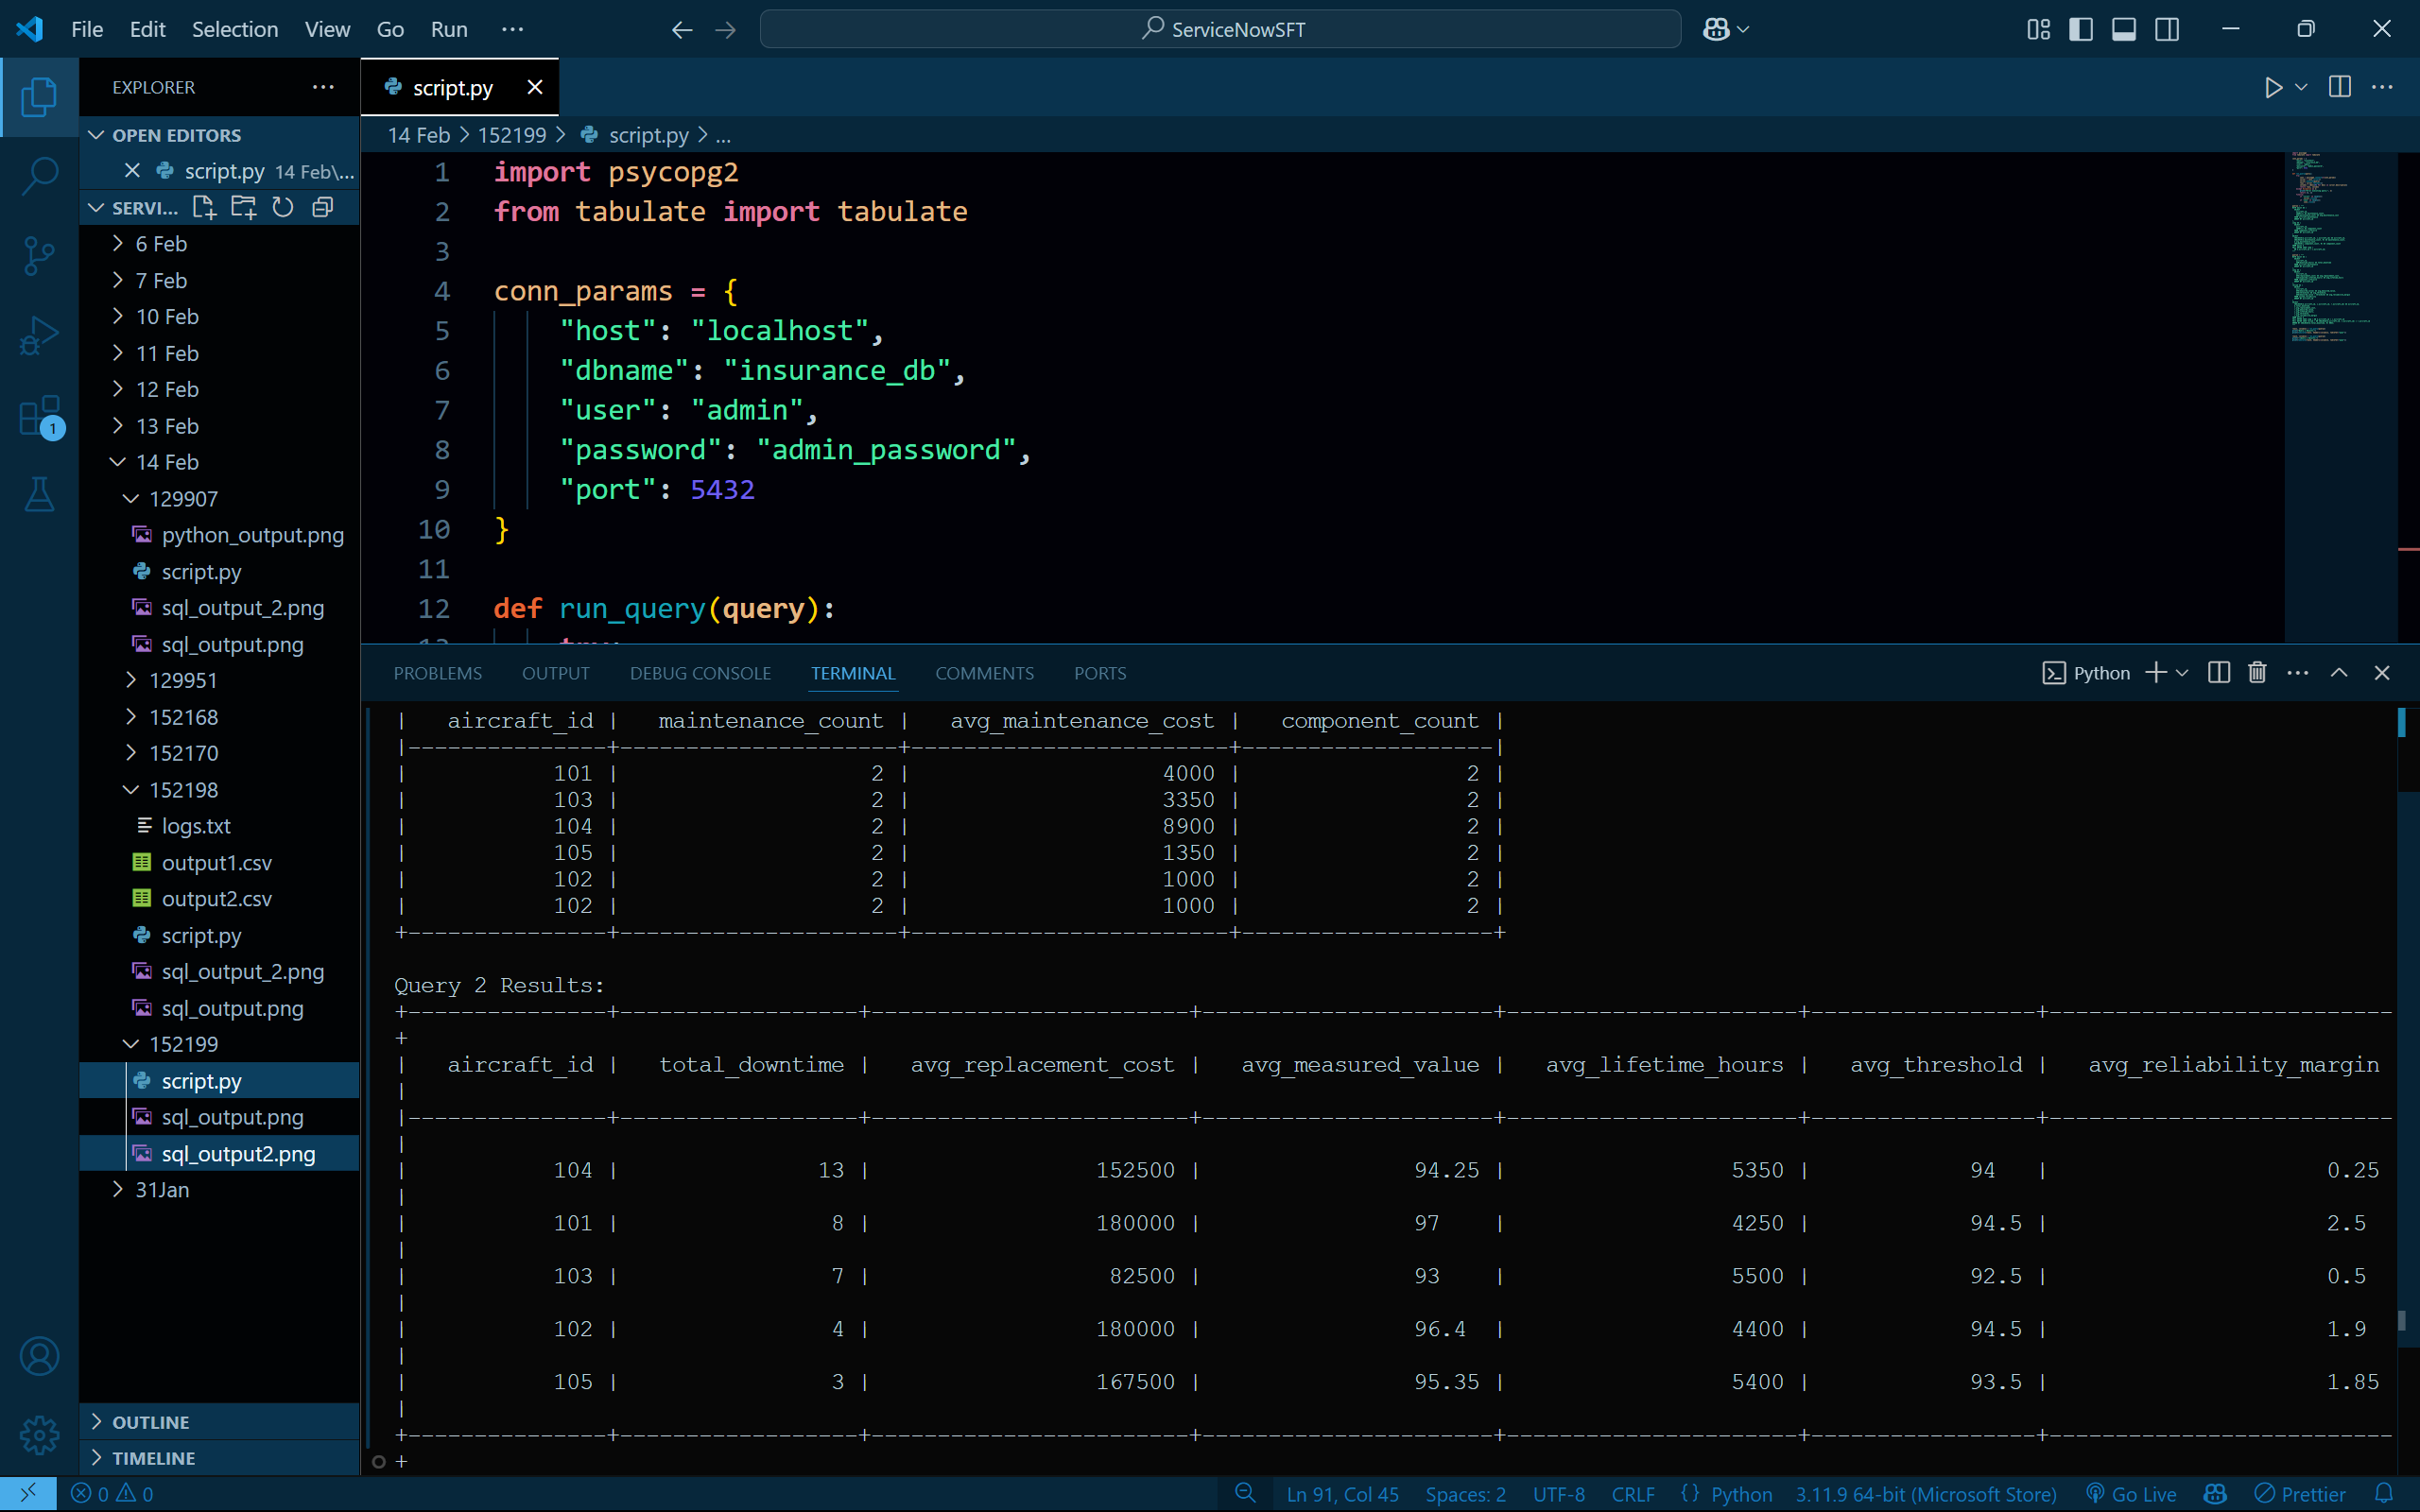 File Edit Selection View Go Run ··· ServiceNowSFT
EXPLORER ···
OPEN EDITORS
script.py 14 Feb\...
SERVI...
6 Feb
7 Feb
10 Feb
11 Feb
12 Feb
13 Feb
14 Feb
129907
python_output.png
script.py
sql_output_2.png
sql_output.png
129951
152168
152170
152198
logs.txt
output1.csv
output2.csv
script.py
sql_output_2.png
sql_output.png
152199
script.py
sql_output.png
sql_output2.png
31Jan
OUTLINE
TIMELINE
1
script.py
14 Feb > 152199 > script.py > ...
1 import psycopg2
2 from tabulate import tabulate
3
4 conn_params = {
5 "host": "localhost",
6 "dbname": "insurance_db",
7 "user": "admin",
8 "password": "admin_password",
9 "port": 5432
10 }
11
12 def run_query(query):
13 try:
PROBLEMS OUTPUT DEBUG CONSOLE TERMINAL COMMENTS PORTS Python
| aircraft_id | maintenance_count | avg_maintenance_cost | component_count |
|---------------+---------------------+------------------------+-------------------|
| 101 | 2 | 4000 | 2 |
| 103 | 2 | 3350 | 2 |
| 104 | 2 | 8900 | 2 |
| 105 | 2 | 1350 | 2 |
| 102 | 2 | 1000 | 2 |
| 102 | 2 | 1000 | 2 |
+---------------+---------------------+------------------------+-------------------+
Query 2 Results:
+---------------+------------------+------------------------+----------------------+----------------------+-----------------+--------------------------
+
| aircraft_id | total_downtime | avg_replacement_cost | avg_measured_value | avg_lifetime_hours | avg_threshold | avg_reliability_margin
|
|---------------+------------------+------------------------+----------------------+----------------------+-----------------+--------------------------
|
| 104 | 13 | 152500 | 94.25 | 5350 | 94 | 0.25
|
| 101 | 8 | 180000 | 97 | 4250 | 94.5 | 2.5
|
| 103 | 7 | 82500 | 93 | 5500 | 92.5 | 0.5
|
| 102 | 4 | 180000 | 96.4 | 4400 | 94.5 | 1.9
|
| 105 | 3 | 167500 | 95.35 | 5400 | 93.5 | 1.85
|
+---------------+------------------+------------------------+----------------------+----------------------+-----------------+--------------------------
+
0 0 Ln 91, Col 45 Spaces: 2 UTF-8 CRLF {} Python 3.11.9 64-bit (Microsoft Store) Go Live Prettier